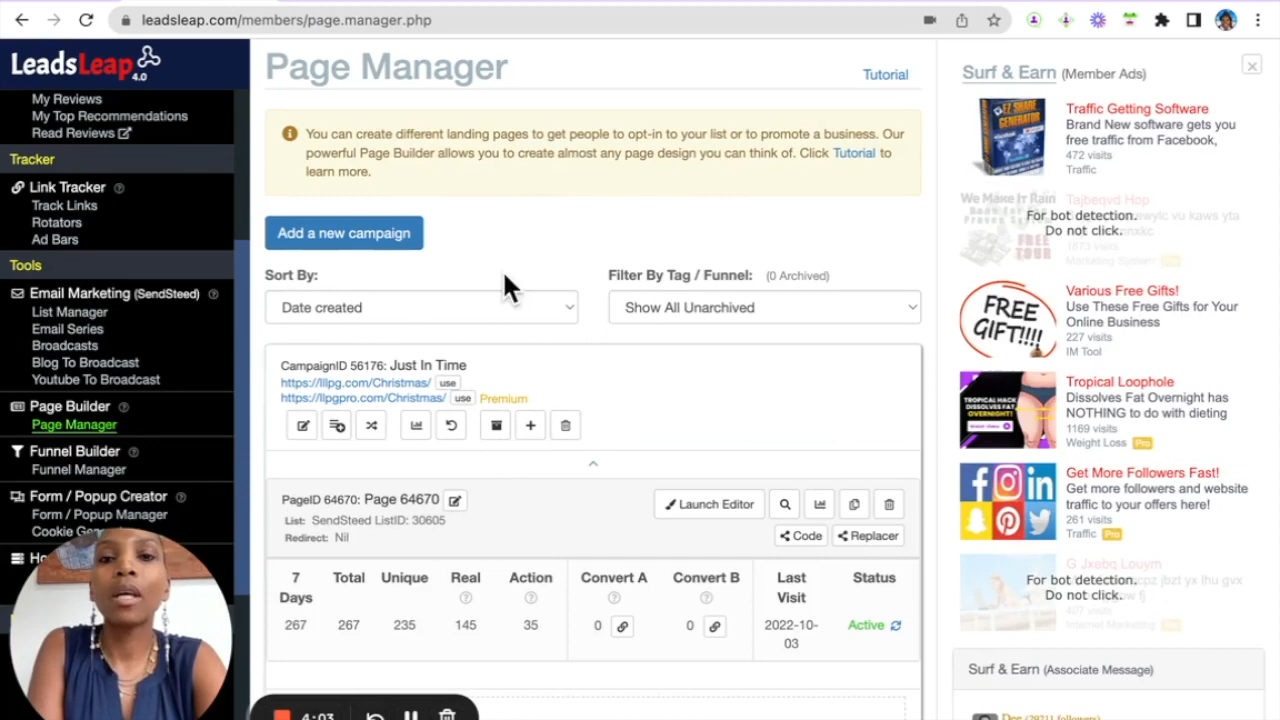 leadsleap.com/members/page.manager.php
LeadsLeap
4.0
My Reviews
My Top Recommendations
Read Reviews
Tracker
Link Tracker
Track Links
Rotators
Ad Bars
Tools
Email Marketing (SendSteed)
List Manager
Email Series
Broadcasts
Blog To Broadcast
Youtube To Broadcast
Page Builder
Page Manager
Funnel Builder
Funnel Manager
Form / Popup Creator
Form / Popup Manager
Cookie
Page Manager
Tutorial
You can create different landing pages to get people to opt-in to your list or to promote a business. Our
powerful Page Builder allows you to create almost any page design you can think of. Click Tutorial to
learn more.
Add a new campaign
Sort By:
Date created
Filter By Tag / Funnel: (0 Archived)
Show All Unarchived
CampaignID 56176: Just In Time
https://llpg.com/Christmas/ use
https://llpgpro.com/Christmas/ use Premium
PageID 64670: Page 64670
List: SendSteed ListID: 30605
Redirect: Nil
Launch Editor
Code
Replacer
7 Days Total Unique Real Action Convert A Convert B Last Visit Status
267 267 235 145 35 0 0 2022-10-03 Active
4:03
Surf & Earn (Member Ads)
Traffic Getting Software
Brand New software gets you
free traffic from Facebook,
472 visits
Traffic
For bot detection.
Do not click.
FREE
GIFT!!!!
Various Free Gifts!
Use These Free Gifts for Your
Online Business
227 visits
IM Tool
TROPICAL HACK
DISSOLVES FAT
OVERNIGHT!
Tropical Loophole
Dissolves Fat Overnight has
NOTHING to do with dieting
1169 visits
Weight Loss Pro
Get More Followers Fast!
Get more followers and website
traffic to your offers here!
261 visits
Traffic Pro
For bot detection.
Do not click.
Surf & Earn (Associate Message)